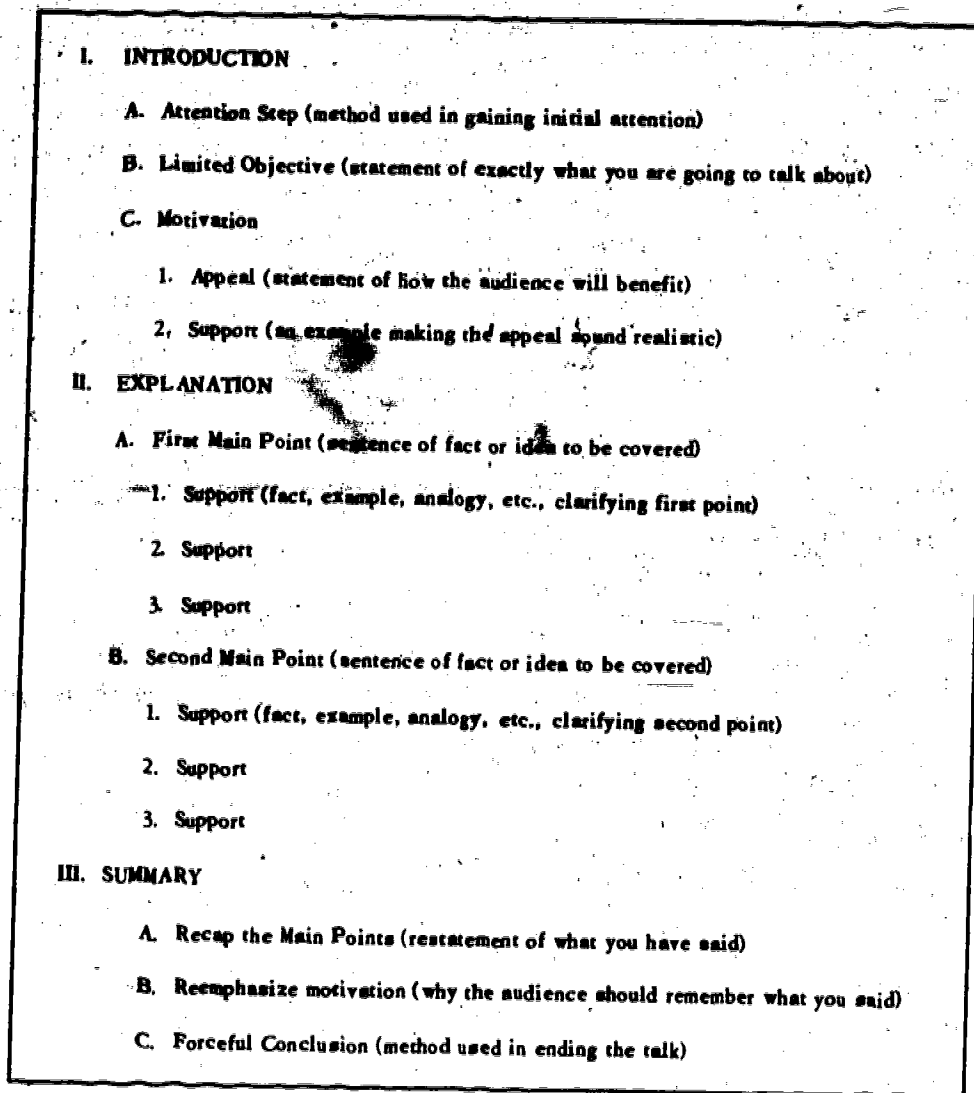 I. INTRODUCTION
A. Attention Step (method used in gaining initial attention)
B. Limited Objective (statement of exactly what you are going to talk about)
C. Motivation
1. Appeal (statement of how the audience will benefit)
2. Support (an example making the appeal sound realistic)
II. EXPLANATION
A. First Main Point (sentence of fact or idea to be covered)
1. Support (fact, example, analogy, etc., clarifying first point)
2. Support
3. Support
B. Second Main Point (sentence of fact or idea to be covered)
1. Support (fact, example, analogy, etc., clarifying second point)
2. Support
3. Support
III. SUMMARY
A. Recap the Main Points (restatement of what you have said)
B. Reemphasize motivation (why the audience should remember what you said)
C. Forceful Conclusion (method used in ending the talk)